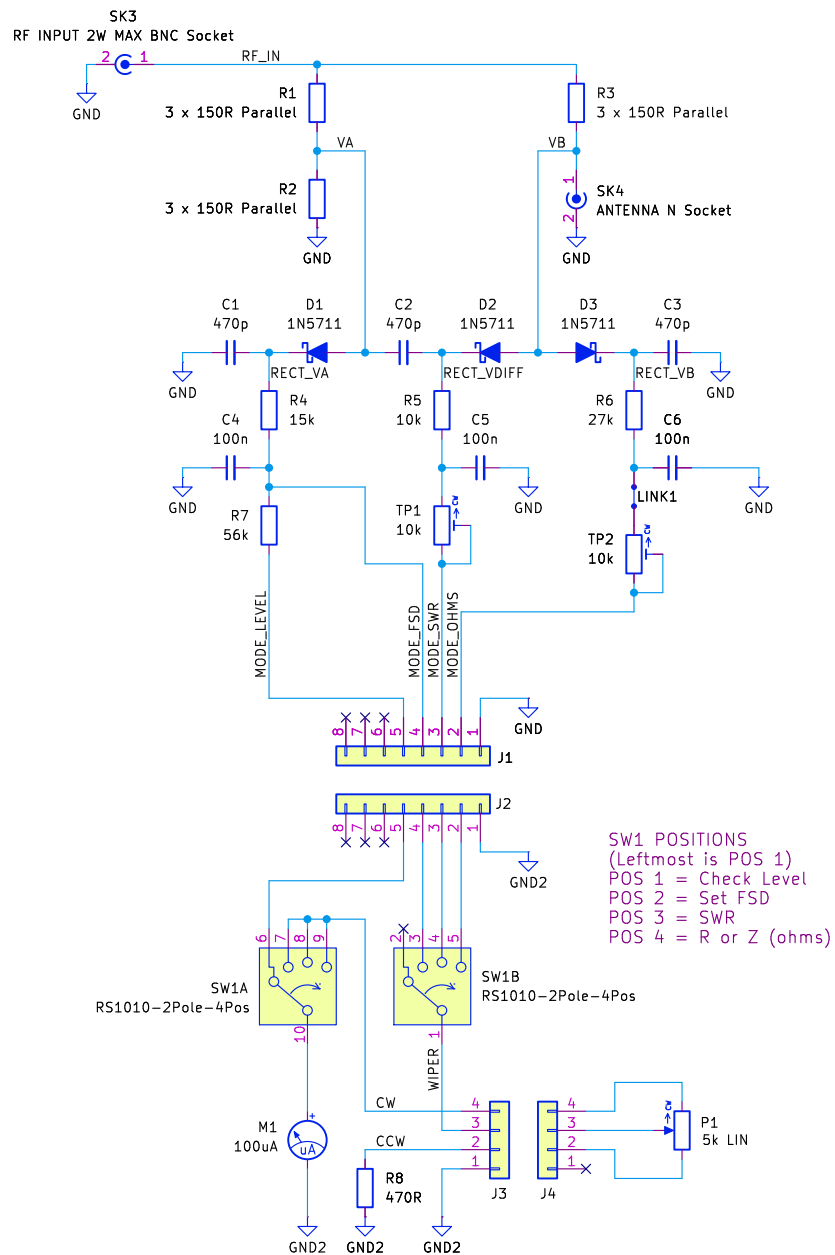 SK3
RF INPUT 2W MAX BNC Socket
2 1
RF_IN
GND
R1
3 x 150R Parallel
R3
3 x 150R Parallel
VA
VB
R2
3 x 150R Parallel
1
2
SK4
ANTENNA N Socket
GND
GND
C1
470p
D1
1N5711
C2
470p
D2
1N5711
D3
1N5711
C3
470p
RECT_VA
RECT_VDIFF
RECT_VB
GND
GND
R4
15k
R5
10k
R6
27k
C4
100n
C5
100n
C6
100n
GND
GND
GND
LINK1
R7
56k
TP1
10k
CW
TP2
10k
CW
MODE_LEVEL
MODE_FSD
MODE_SWR
MODE_OHMS
GND
8 7 6 5 4 3 2 1
J1
J2
8 7 6 5 4 3 2 1
GND2
SW1 POSITIONS
(Leftmost is POS 1)
POS 1 = Check Level
POS 2 = Set FSD
POS 3 = SWR
POS 4 = R or Z (ohms)
6 7 8 9
2 3 4 5
SW1A
RS1010-2Pole-4Pos
SW1B
RS1010-2Pole-4Pos
10
1
WIPER
CW
CCW
4
3
2
1
J3
4
3
2
1
J4
CW
P1
5k LIN
M1
100uA
+
uA
R8
470R
GND2
GND2
GND2